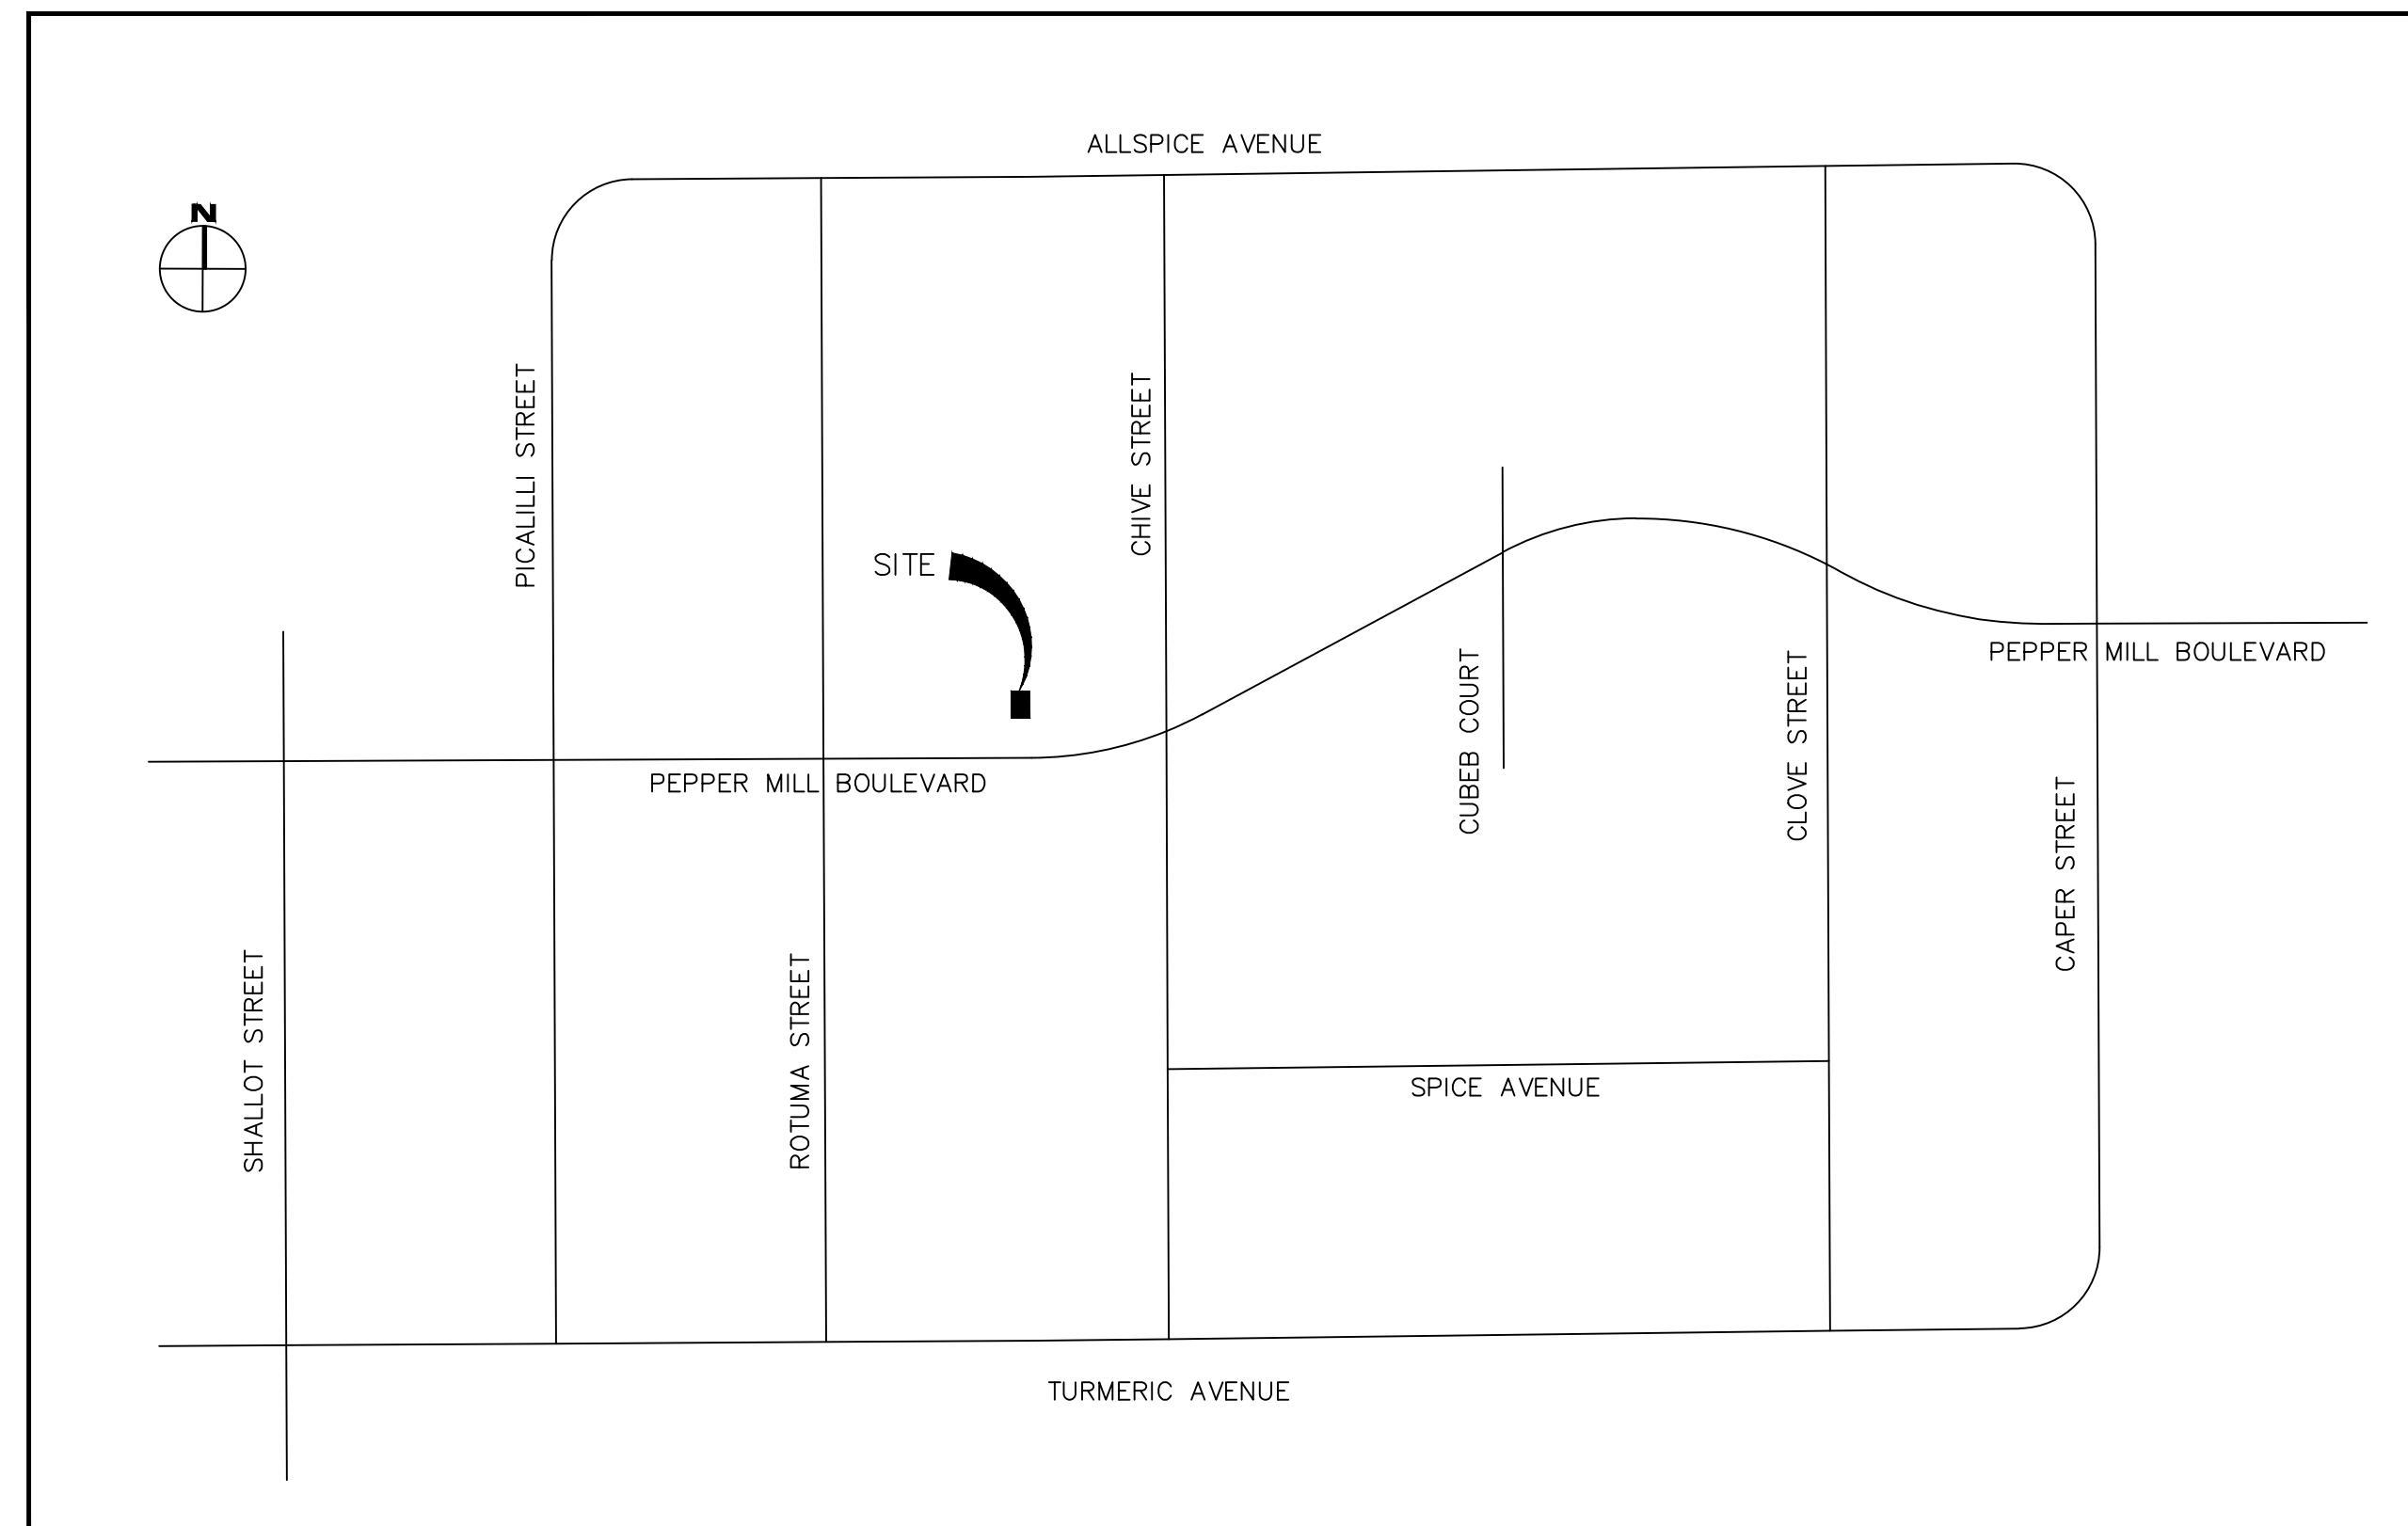 ALLSPICE AVENUE
N
PICALILLI STREET
CHIVE STREET
SITE
PEPPER MILL BOULEVARD
CUBEB COURT
CLOVE STREET
PEPPER MILL BOULEVARD
CAPER STREET
SHALLOT STREET
ROTUMA STREET
SPICE AVENUE
TURMERIC AVENUE